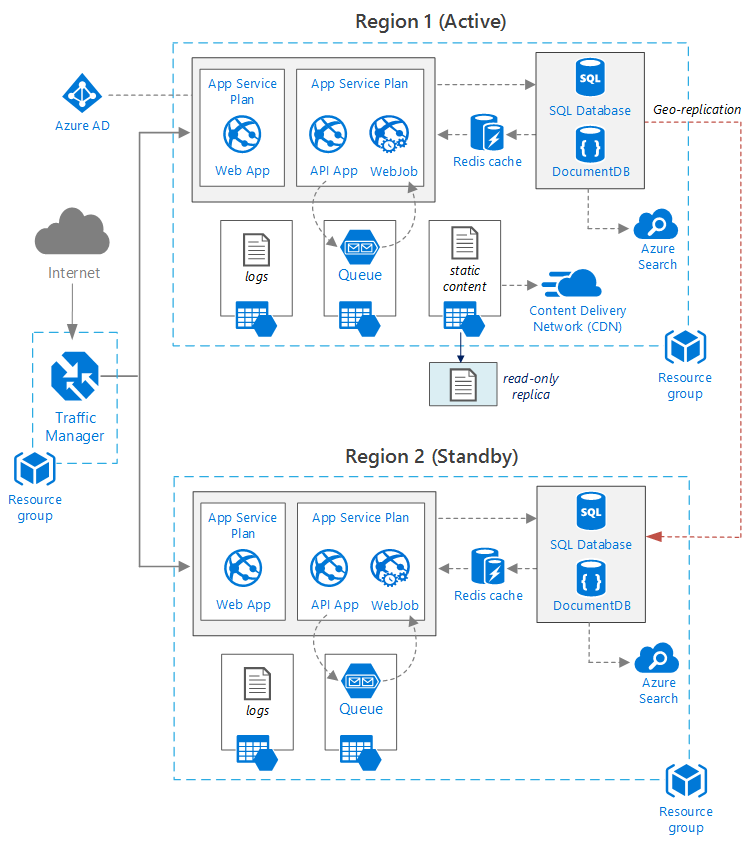 Region 1 (Active)
App Service
Plan
Web App
App Service Plan
API App
WebJob
SQL
SQL Database
{ }
DocumentDB
Redis cache
Geo-replication
Azure AD
Internet
logs
Queue
static
content
Azure
Search
Content Delivery
Network (CDN)
Resource
group
read-only
replica
Traffic
Manager
Resource
group
Region 2 (Standby)
App Service
Plan
Web App
App Service Plan
API App
WebJob
SQL
SQL Database
{ }
DocumentDB
Redis cache
logs
Queue
Azure
Search
Resource
group